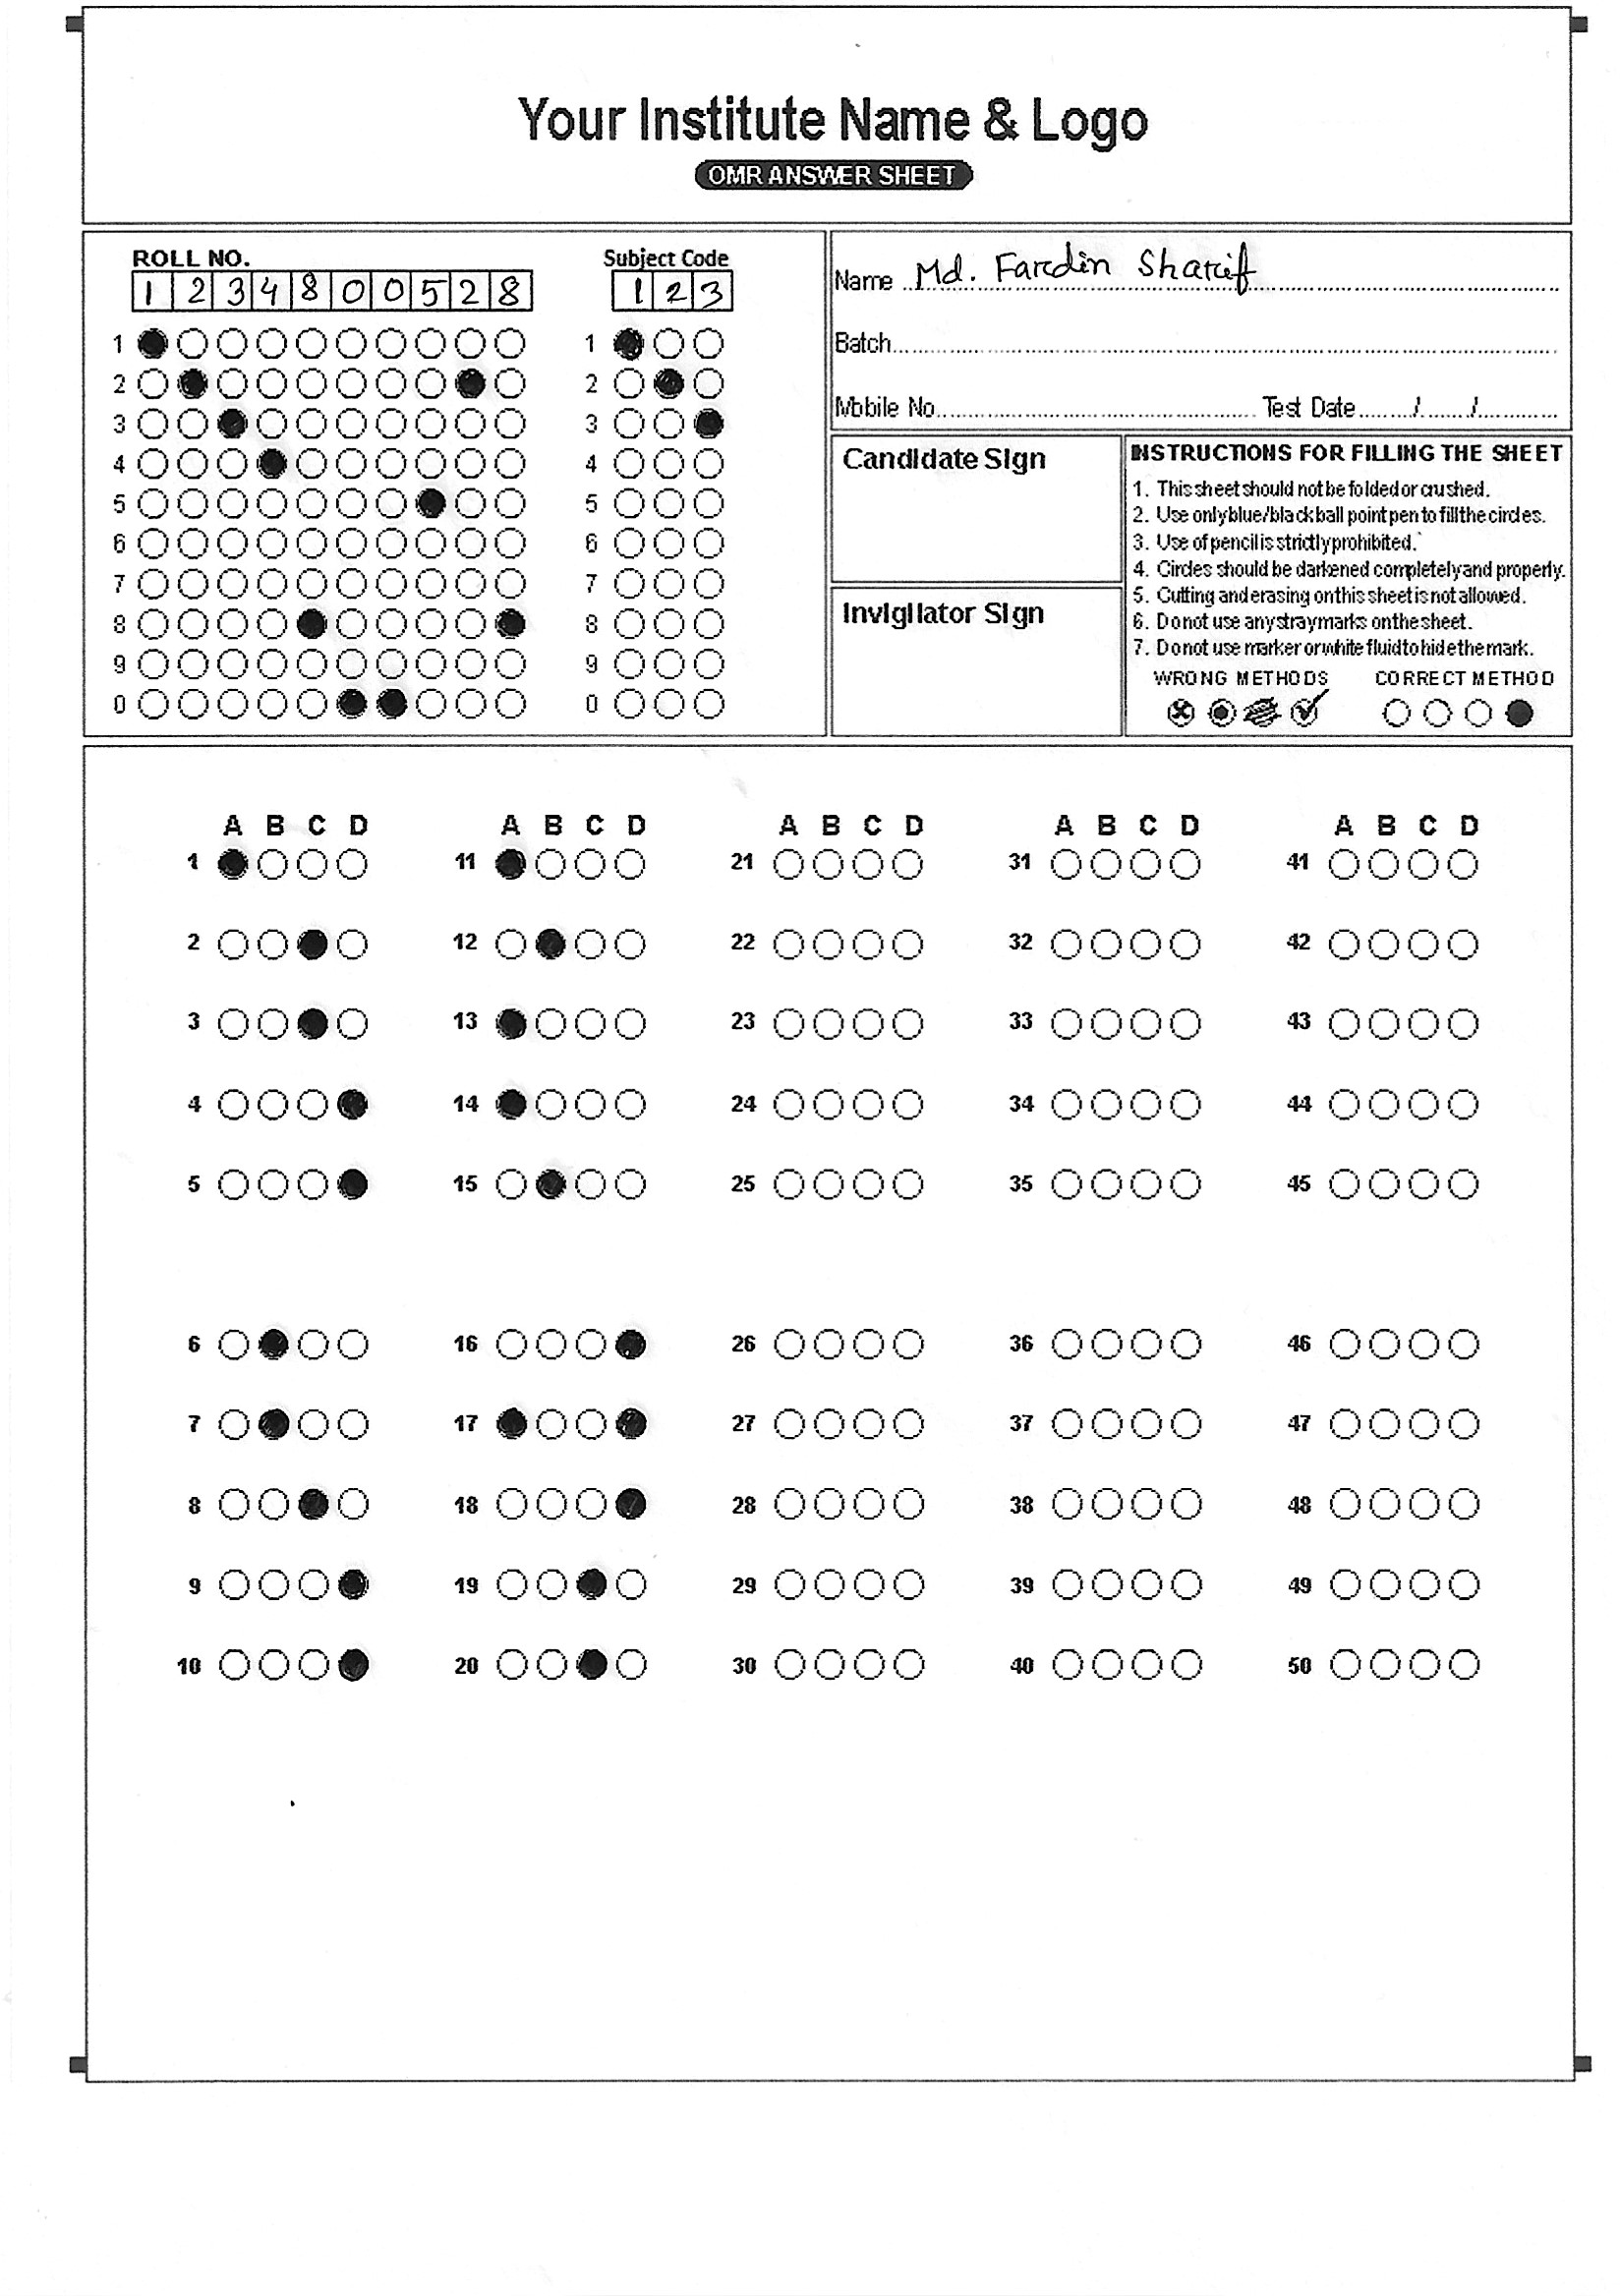 Your Institute Name & Logo
OMR ANSWER SHEET
ROLL NO.
1 2 3 4 8 0 0 5 2 8
1
2
3
4
5
6
7
8
9
0
Subject Code
1 2 3
1
2
3
4
5
6
7
8
9
0
Name Md. Fardin Sharif
Batch
Mobile No. Test Date / /
Candidate Sign
Invigilator Sign
INSTRUCTIONS FOR FILLING THE SHEET
1. This sheet should not be folded or crushed.
2. Use only blue/black ball point pen to fill the circles.
3. Use of pencil is strictly prohibited.
4. Circles should be darkened completely and properly.
5. Cutting and erasing on this sheet is not allowed.
6. Do not use any stray marks on the sheet.
7. Do not use marker or white fluid to hide the mark.
WRONG METHODS CORRECT METHOD
A B C D
1
2
3
4
5
6
7
8
9
10
A B C D
11
12
13
14
15
16
17
18
19
20
A B C D
21
22
23
24
25
26
27
28
29
30
A B C D
31
32
33
34
35
36
37
38
39
40
A B C D
41
42
43
44
45
46
47
48
49
50